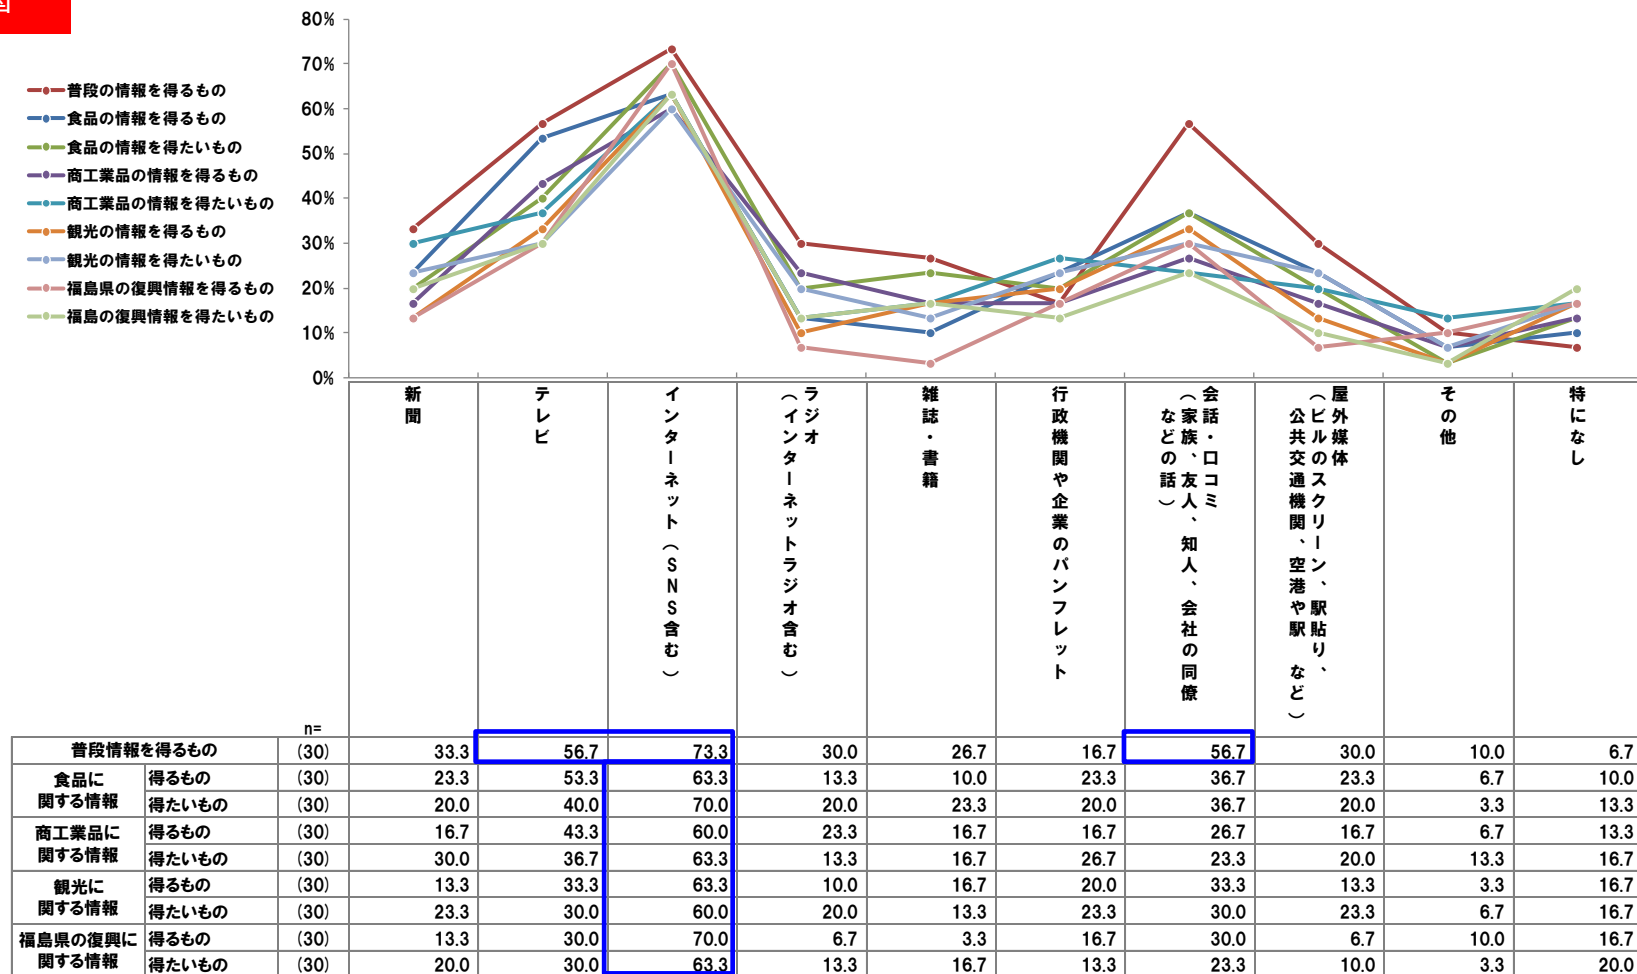 80%
70%
60%
50%
40%
30%
20%
10%
0%
普段の情報を得るもの
食品の情報を得るもの
食品の情報を得たいもの
商工業品の情報を得るもの
商工業品の情報を得たいもの
観光の情報を得るもの
観光の情報を得たいもの
福島県の復興情報を得るもの
福島の復興情報を得たいもの
新聞
テレビ
インターネット（SNS含む）
ラジオ
（インターネットラジオ含む）
雑誌・書籍
行政機関や企業のパンフレット
会話・口コミ
（家族、友人、知人、会社の同僚
などの話）
屋外媒体
（ビルのスクリーン、駅貼り、
公共交通機関、空港や駅 など）
その他
特になし
n=
普段情報を得るもの (30) 33.3 56.7 73.3 30.0 26.7 16.7 56.7 30.0 10.0 6.7
食品に
関する情報
得るもの (30) 23.3 53.3 63.3 13.3 10.0 23.3 36.7 23.3 6.7 10.0
得たいもの (30) 20.0 40.0 70.0 20.0 23.3 20.0 36.7 20.0 3.3 13.3
商工業品に
関する情報
得るもの (30) 16.7 43.3 60.0 23.3 16.7 16.7 26.7 16.7 6.7 13.3
得たいもの (30) 30.0 36.7 63.3 13.3 16.7 26.7 23.3 20.0 13.3 16.7
観光に
関する情報
得るもの (30) 13.3 33.3 63.3 10.0 16.7 20.0 33.3 13.3 3.3 16.7
得たいもの (30) 23.3 30.0 60.0 20.0 13.3 23.3 30.0 23.3 6.7 16.7
福島県の復興に
関する情報
得るもの (30) 13.3 30.0 70.0 6.7 3.3 16.7 30.0 6.7 10.0 16.7
得たいもの (30) 20.0 30.0 63.3 13.3 16.7 13.3 23.3 10.0 3.3 20.0